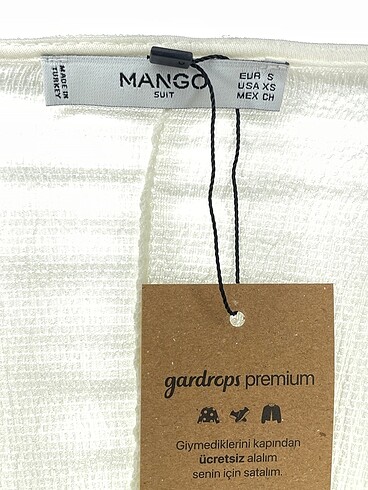 MADE IN
TURKEY
MANGO
SUIT
EUR S
USA XS
MEX CH
gardrops premium
Giymediklerini kapından
ücretsiz alalım
senin için satalım.